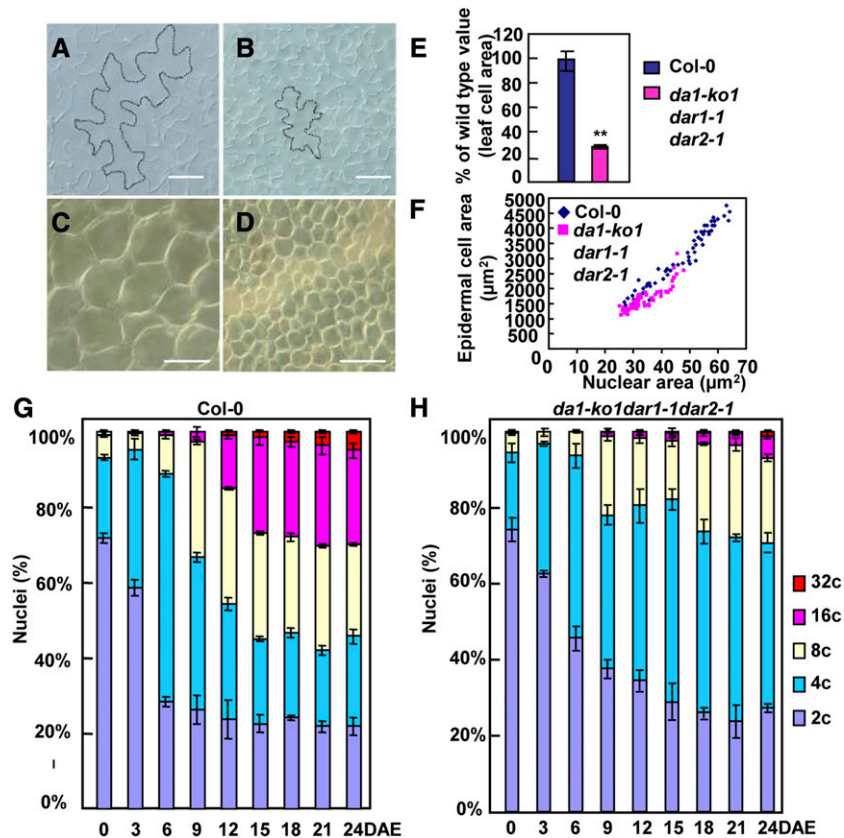 A
B
C
D
E
% of wild type value
(leaf cell area)
120
100
80
60
40
20
0
**
Col-0
da1-ko1
dar1-1
dar2-1
F
Epidermal cell area
(µm²)
5000
4500
4000
3500
3000
2500
2000
1500
1000
500
0
0 10 20 30 40 50 60 70
Nuclear area (µm²)
Col-0
da1-ko1
dar1-1
dar2-1
G
Col-0
Nuclei (%)
100%
80%
60%
40%
20%
0%
0 3 6 9 12 15 18 21 24DAE
H
da1-ko1dar1-1dar2-1
Nuclei (%)
100%
80%
60%
40%
20%
0%
0 3 6 9 12 15 18 21 24DAE
32c
16c
8c
4c
2c